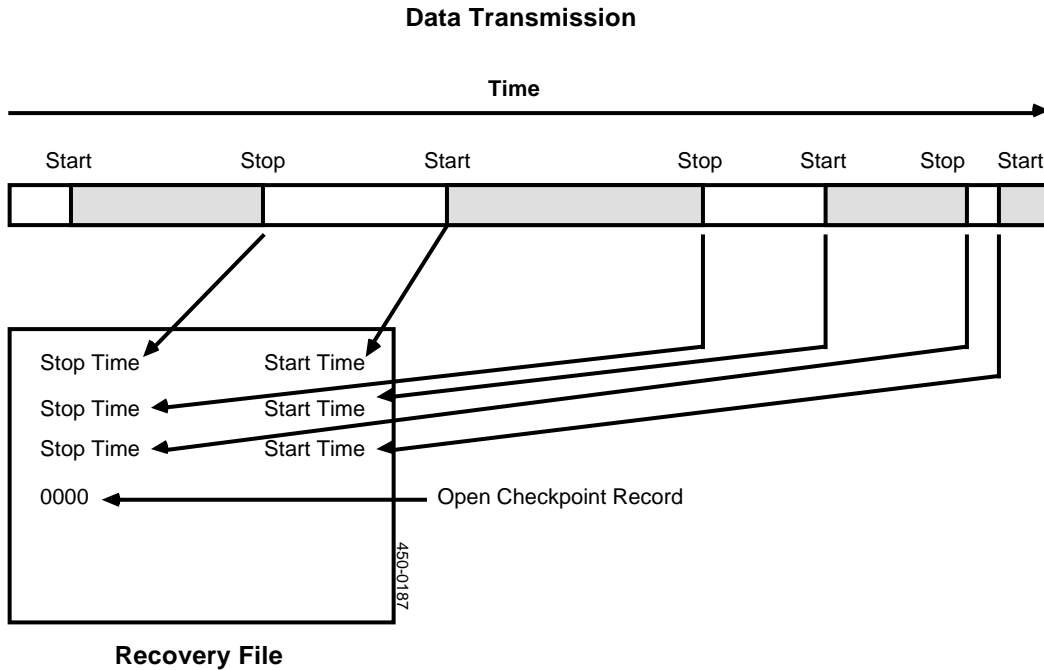 Data Transmission
Time
Start Stop Start Stop Start Stop Start
Stop Time Start Time
Stop Time Start Time
Stop Time Start Time
0000 Open Checkpoint Record
450-0187
Recovery File